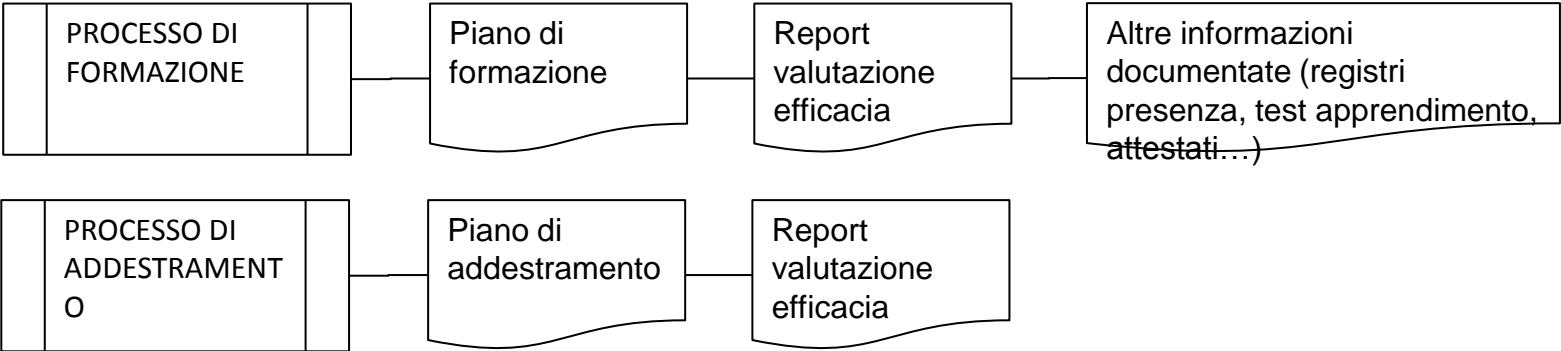 PROCESSO DI
FORMAZIONE
Piano di
formazione
Report
valutazione
efficacia
Altre informazioni
documentate (registri
presenza, test apprendimento,
attestati…)
PROCESSO DI
ADDESTRAMENT
O
Piano di
addestramento
Report
valutazione
efficacia